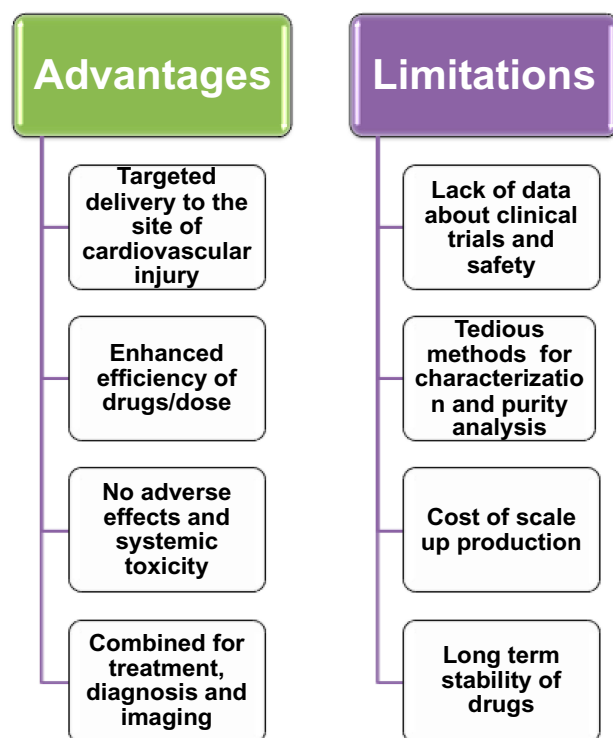 Advantages
Targeted
delivery to the
site of
cardiovascular
injury
Enhanced
efficiency of
drugs/dose
No adverse
effects and
systemic
toxicity
Combined for
treatment,
diagnosis and
imaging
Limitations
Lack of data
about clinical
trials and
safety
Tedious
methods for
characterizatio
n and purity
analysis
Cost of scale
up production
Long term
stability of
drugs